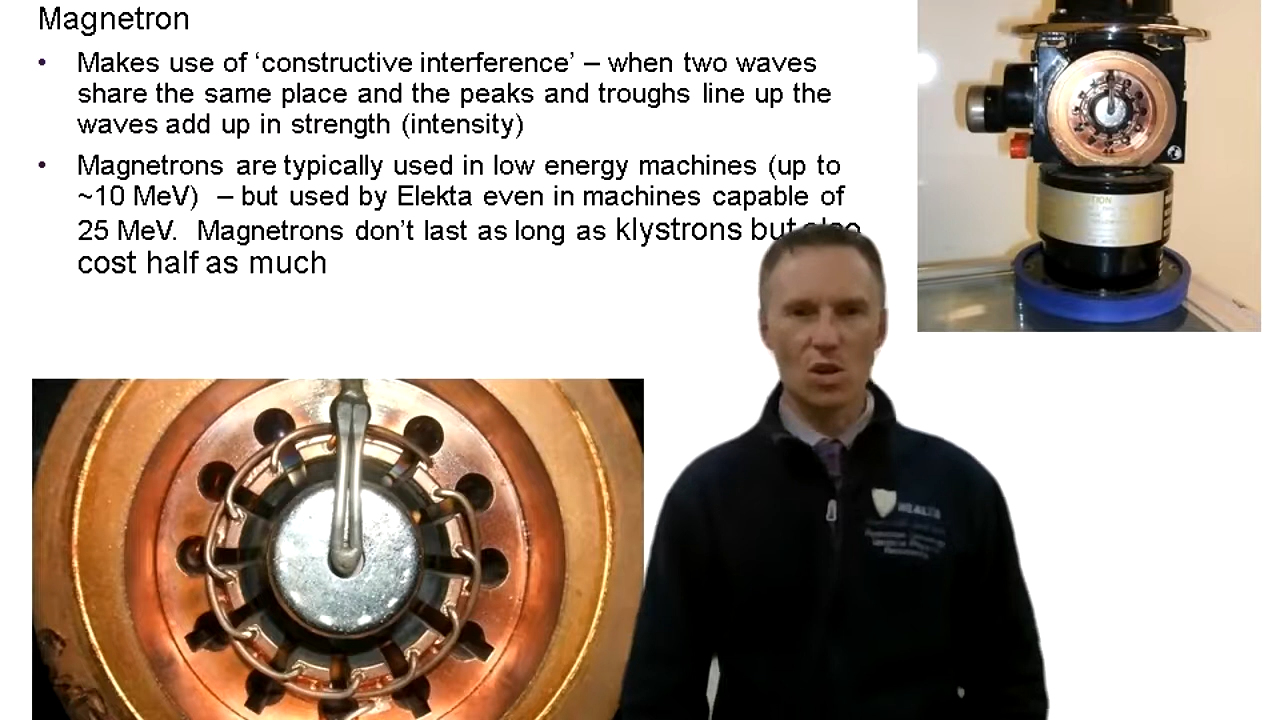 Magnetron
• Makes use of ‘constructive interference’ – when two waves
share the same place and the peaks and troughs line up the
waves add up in strength (intensity)
• Magnetrons are typically used in low energy machines (up to
~10 MeV) – but used by Elekta even in machines capable of
25 MeV. Magnetrons don’t last as long as klystrons but also
cost half as much